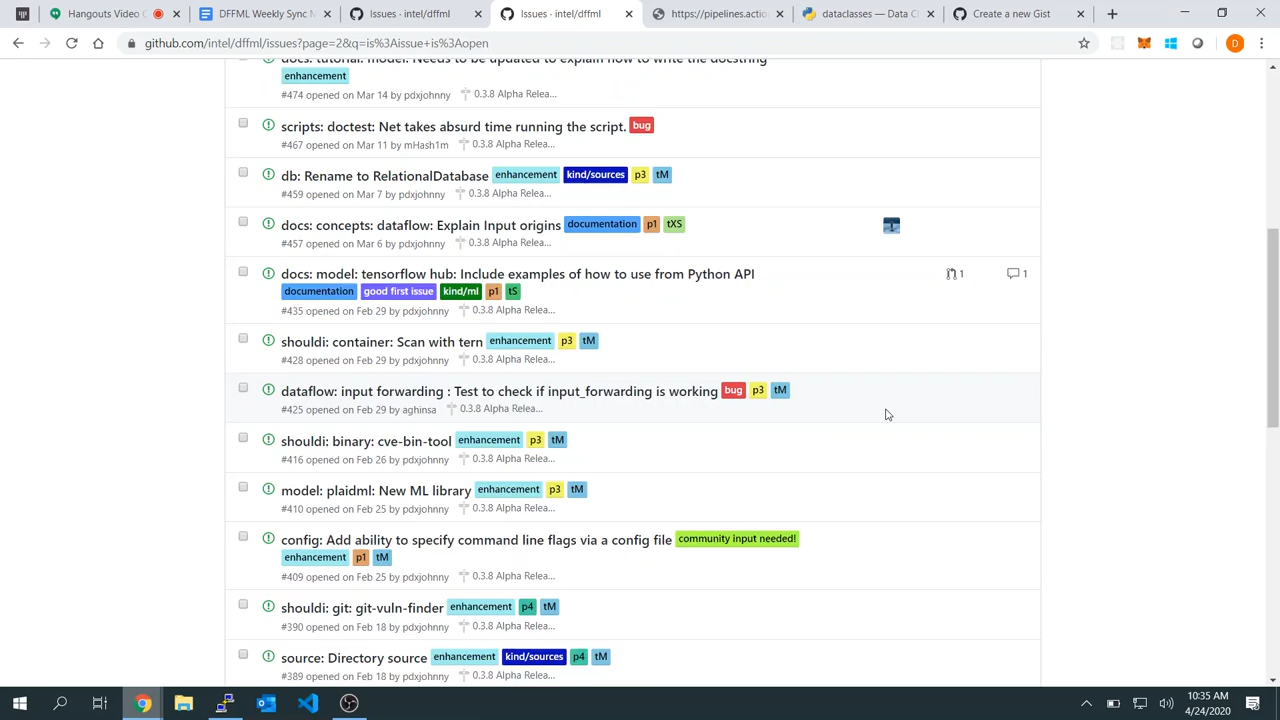 Hangouts Video C
DFFML Weekly Sync M
Issues · intel/dffml
Issues · intel/dffml
https://pipelines.action
dataclasses — Data Cl
Create a new Gist
github.com/intel/dffml/issues?page=2&q=is%3Aissue+is%3Aopen
D
docs: tutorial: model: Needs to be updated to explain how to write the docstring
enhancement
#474 opened on Mar 14 by pdxjohnny 0.3.8 Alpha Relea...
scripts: doctest: Net takes absurd time running the script. bug
#467 opened on Mar 11 by mHash1m 0.3.8 Alpha Relea...
db: Rename to RelationalDatabase enhancement kind/sources p3 tM
#459 opened on Mar 7 by pdxjohnny 0.3.8 Alpha Relea...
docs: concepts: dataflow: Explain Input origins documentation p1 tXS
#457 opened on Mar 6 by pdxjohnny 0.3.8 Alpha Relea...
docs: model: tensorflow hub: Include examples of how to use from Python API 1 1
documentation good first issue kind/ml p1 tS
#435 opened on Feb 29 by pdxjohnny 0.3.8 Alpha Relea...
shouldi: container: Scan with tern enhancement p3 tM
#428 opened on Feb 29 by pdxjohnny 0.3.8 Alpha Relea...
dataflow: input forwarding : Test to check if input_forwarding is working bug p3 tM
#425 opened on Feb 29 by aghinsa 0.3.8 Alpha Relea...
shouldi: binary: cve-bin-tool enhancement p3 tM
#416 opened on Feb 26 by pdxjohnny 0.3.8 Alpha Relea...
model: plaidml: New ML library enhancement p3 tM
#410 opened on Feb 25 by pdxjohnny 0.3.8 Alpha Relea...
config: Add ability to specify command line flags via a config file community input needed!
enhancement p1 tM
#409 opened on Feb 25 by pdxjohnny 0.3.8 Alpha Relea...
shouldi: git: git-vuln-finder enhancement p4 tM
#390 opened on Feb 18 by pdxjohnny 0.3.8 Alpha Relea...
source: Directory source enhancement kind/sources p4 tM
#389 opened on Feb 18 by pdxjohnny 0.3.8 Alpha Relea...
10:35 AM
4/24/2020